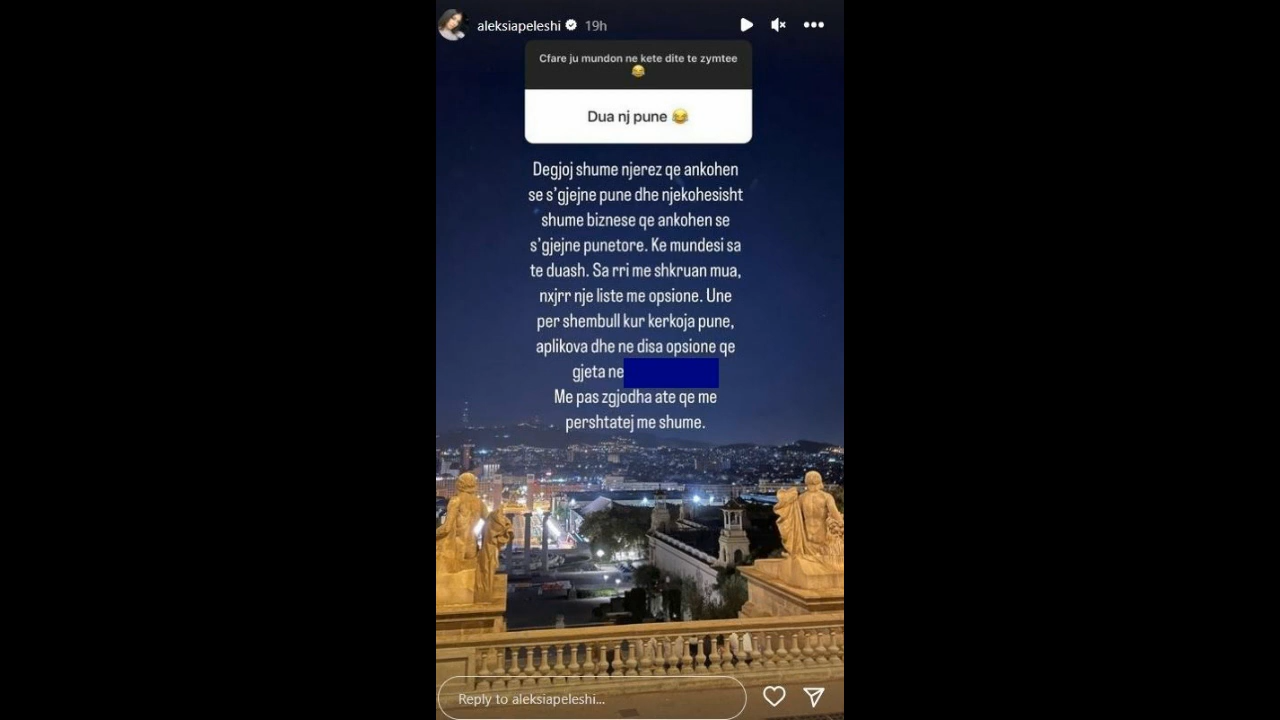 aleksiapeleshi 19h
Cfare ju mundon ne kete dite te zymtee
😂
Dua nj pune 😂
Degjoj shume njerez qe ankohen
se s'gjejne pune dhe njekohesisht
shume biznese qe ankohen se
s'gjejne punetore. Ke mundesi sa
te duash. Sa rri me shkruan mua,
nxjrr nje liste me opsione. Une
per shembull kur kerkoja pune,
aplikova dhe ne disa opsione qe
gjeta ne
Me pas zgjodha ate qe me
pershtatej me shume.
Reply to aleksiapeleshi...